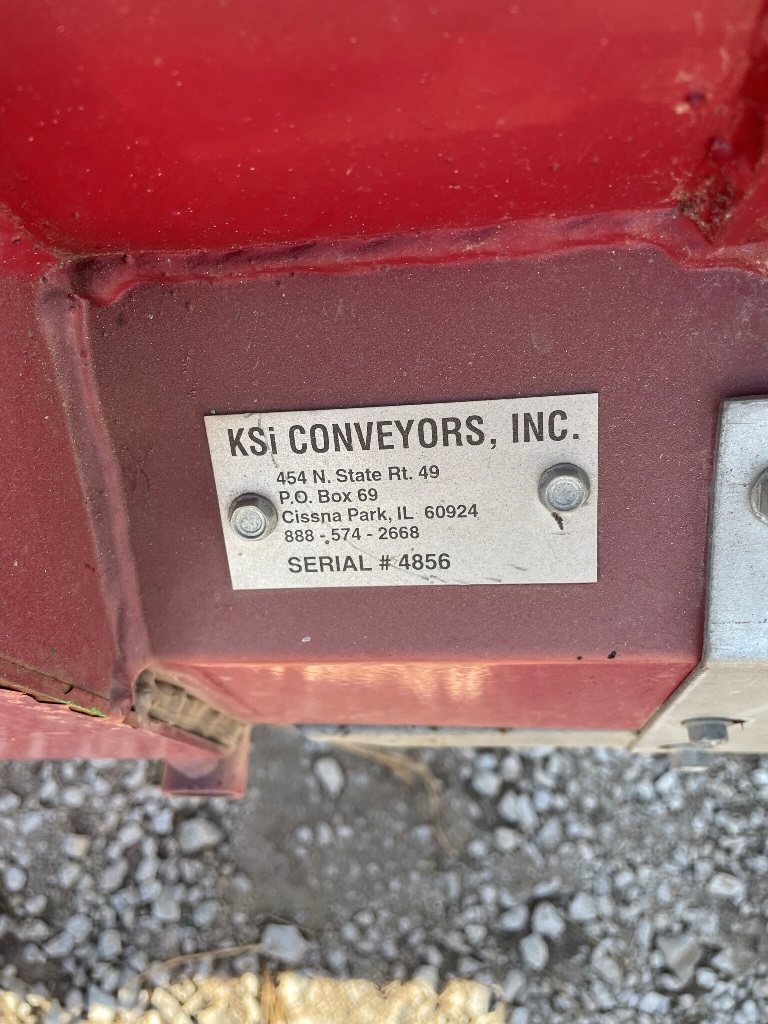 KSi CONVEYORS, INC.
454 N. State Rt. 49
P.O. Box 69
Cissna Park, IL 60924
888 - 574 - 2668
SERIAL # 4856